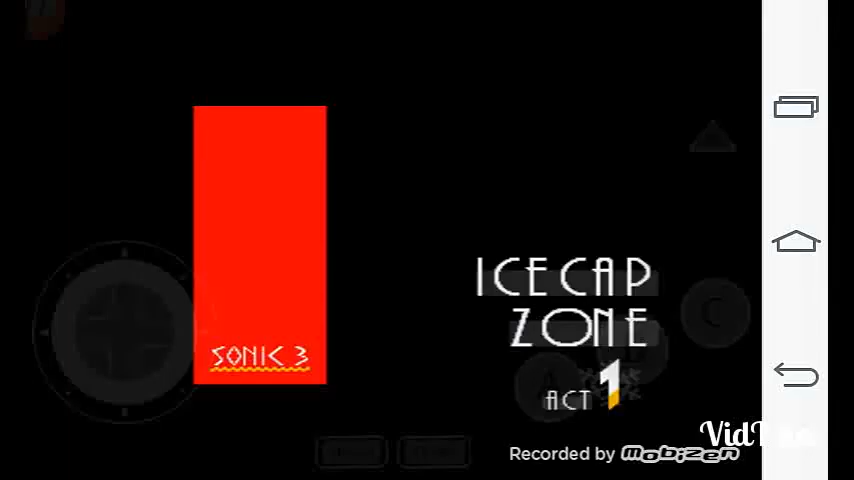 SONIC 3
ICECAP
ZONE
ACT 1
C
A
Recorded by Mobizen